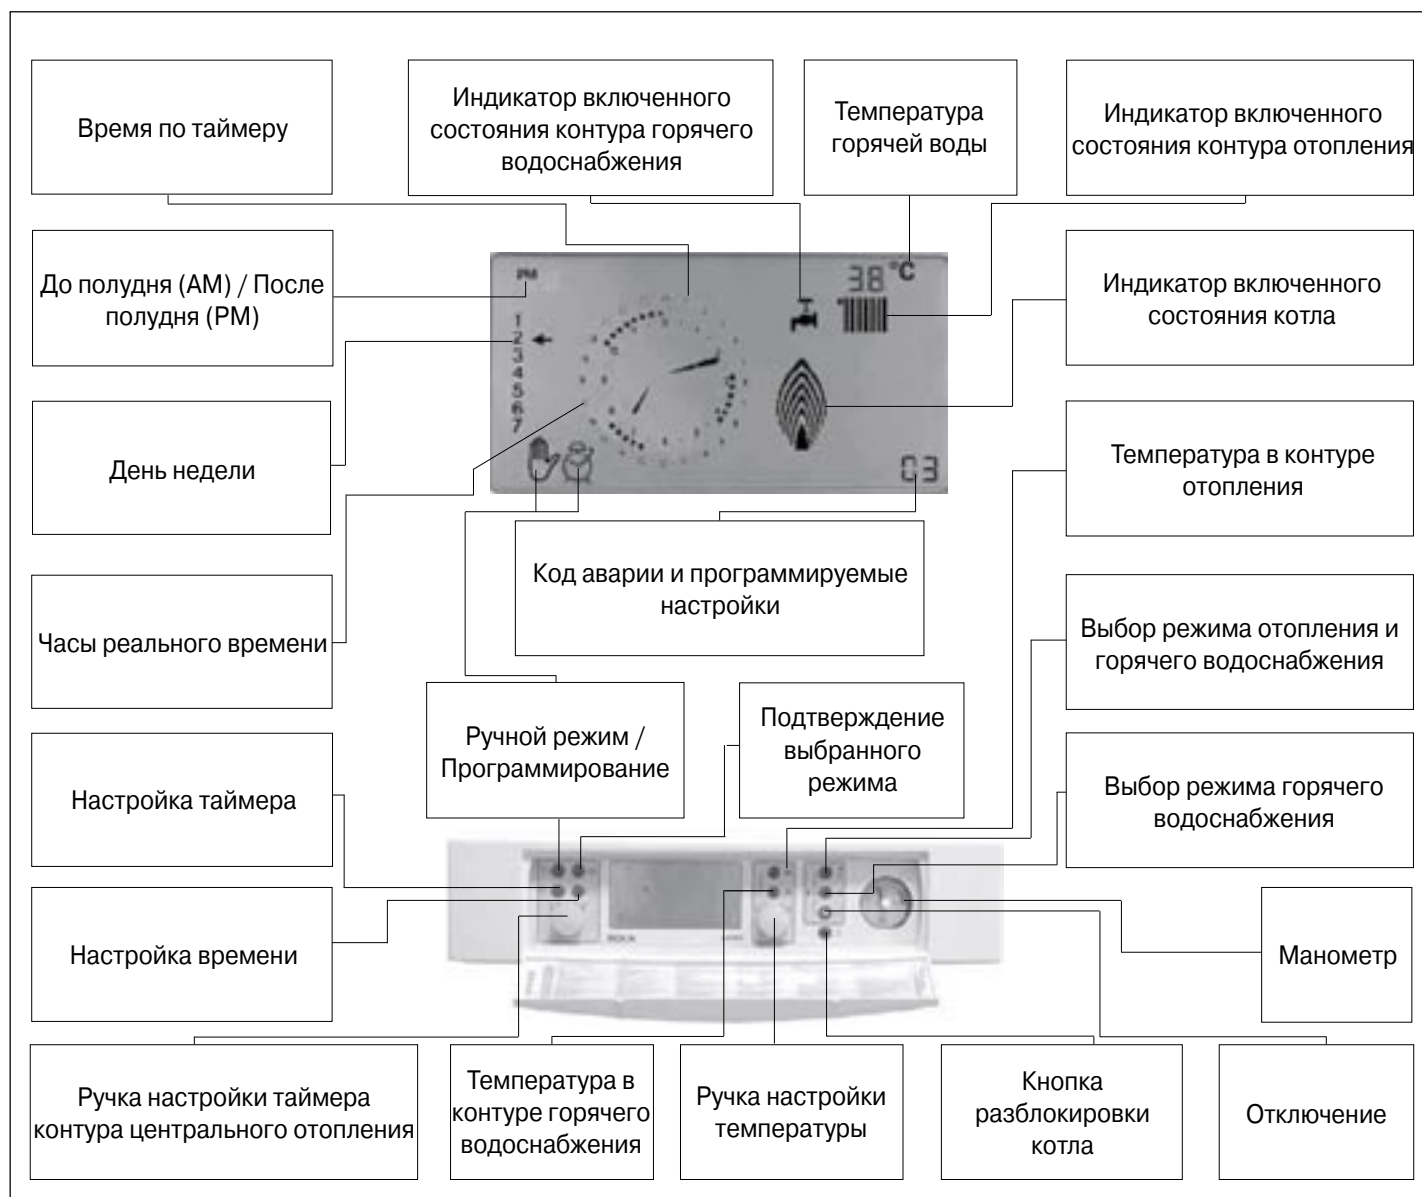 Время по таймеру
Индикатор включенного
состояния контура горячего
водоснабжения
Температура
горячей воды
Индикатор включенного
состояния контура отопления
До полудня (AM) / После
полудня (PM)
PM
38 °C
1
2
3
4
5
6
7
03
Индикатор включенного
состояния котла
День недели
Температура в контуре
отопления
Код аварии и программируемые
настройки
Часы реального времени
Выбор режима отопления и
горячего водоснабжения
Ручной режим /
Программирование
Подтверждение
выбранного
режима
Настройка таймера
Выбор режима горячего
водоснабжения
Настройка времени
Манометр
Ручка настройки таймера
контура центрального отопления
Температура в
контуре горячего
водоснабжения
Ручка настройки
температуры
Кнопка
разблокировки
котла
Отключение